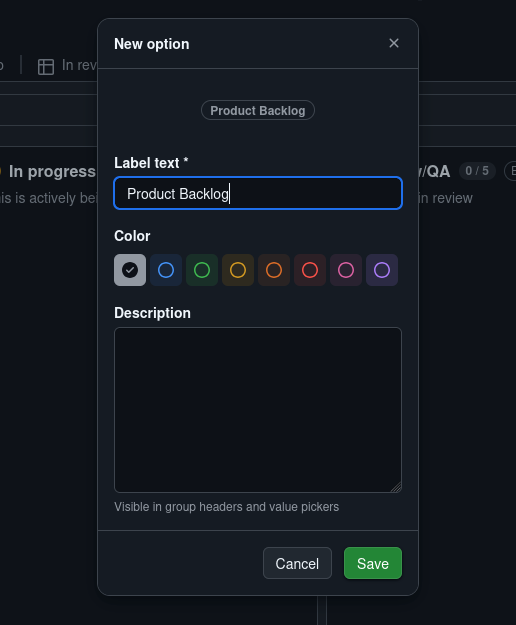 New option
In rev
Product Backlog
Label text *
In progress
/QA
0 / 5
is is actively bei
in review
Product Backlog
Color
Description
Visible in group headers and value pickers
Cancel
Save